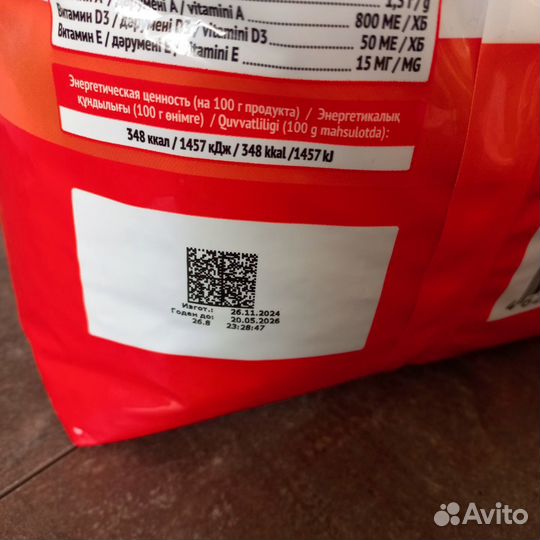 / vitamini A
800 МЕ / ХБ
Витамин D3 / дәрумені D3 / vitamini D3
50 МЕ / ХБ
Витамин Е / дәрумені Е / vitamini E
15 МГ / MG
Энергетическая ценность (на 100 г продукта) / Энергетикалық
құндылығы (100 г өнімге) / Quvvatliligi (100 g mahsulotda):
348 ккал / 1457 кДж / 348 kkal /1457 kJ
Изгот.: 26.11.2024
Годен до: 20.05.2026
26.8 23:28:47
Avito